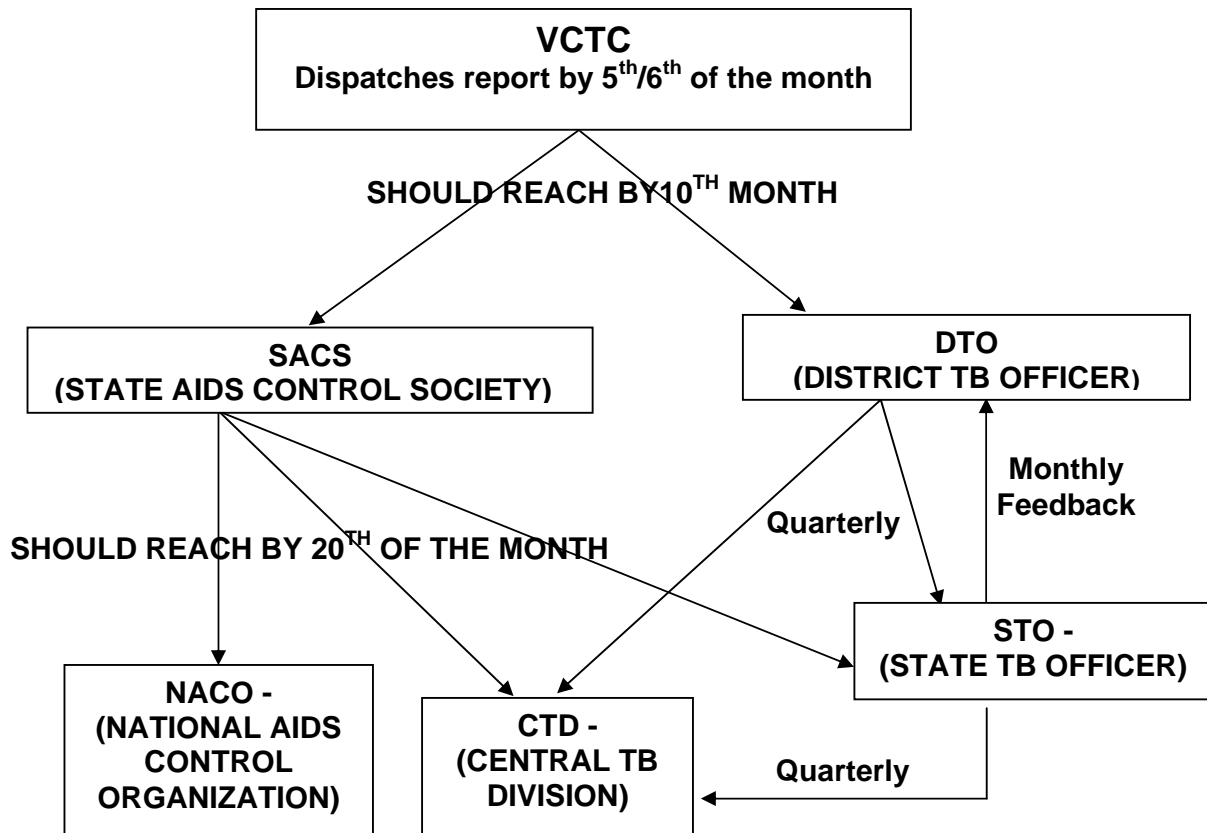 VCTC
Dispatches report by 5th/6th of the month
SHOULD REACH BY10TH MONTH
SACS
(STATE AIDS CONTROL SOCIETY)
DTO
(DISTRICT TB OFFICER)
Monthly
Feedback
Quarterly
SHOULD REACH BY 20TH OF THE MONTH
STO -
(STATE TB OFFICER)
NACO -
(NATIONAL AIDS
CONTROL
ORGANIZATION)
CTD -
(CENTRAL TB
DIVISION)
Quarterly